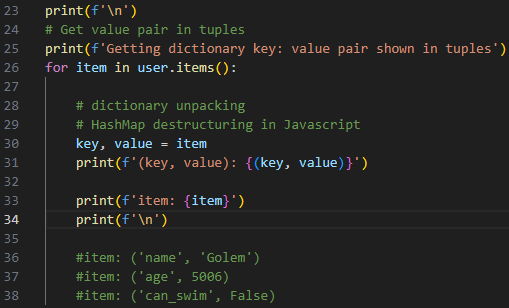 23 print(f'\n')
24 # Get value pair in tuples
25 print(f'Getting dictionary key: value pair shown in tuples')
26 for item in user.items():
27
28     # dictionary unpacking
29     # HashMap destructuring in Javascript
30     key, value = item
31     print(f'(key, value): {(key, value)}')
32
33     print(f'item: {item}')
34     print(f'\n')
35
36     #item: ('name', 'Golem')
37     #item: ('age', 5006)
38     #item: ('can_swim', False)